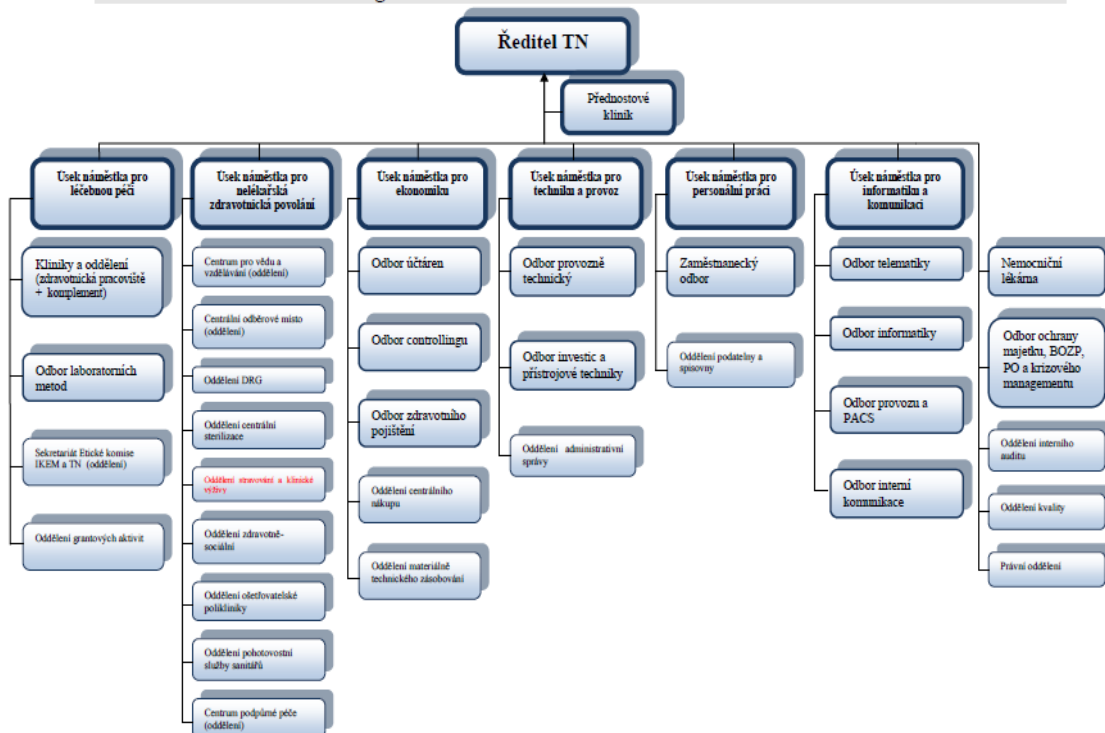 Ředitel TN
Přednostové
klinik
Úsek náměstka pro
léčebnou péči
Úsek náměstka pro
nelékařská
zdravotnická povolání
Úsek náměstka pro
ekonomiku
Úsek náměstka pro
techniku a provoz
Úsek náměstka pro
personální práci
Úsek náměstka pro
informatiku a
komunikaci
Kliniky a oddělení
(zdravotnická pracoviště
+ komplement)
Odbor laboratorních
metod
Sekretariát Etické komise
IKEM a TN (oddělení)
Oddělení grantových aktivit
Centrum pro vědu a
vzdělávání (oddělení)
Centrální odběrové místo
(oddělení)
Oddělení DRG
Oddělení centrální
sterilizace
Oddělení stravování a klinické
výživy
Oddělení zdravotně-
sociální
Oddělení ošetřovatelské
polikliniky
Oddělení pohotovostní
služby sanitářů
Centrum podpůrné péče
(oddělení)
Odbor účtáren
Odbor controllingu
Odbor zdravotního
pojištění
Oddělení centrálního
nákupu
Oddělení materiálně
technického zásobování
Odbor provozně
technický
Odbor investic a
přístrojové techniky
Oddělení administrativní
správy
Zaměstnanecký
odbor
Oddělení podatelny a
spisovny
Odbor telematiky
Odbor informatiky
Odbor provozu a
PACS
Odbor interní
komunikace
Nemocniční
lékárna
Odbor ochrany
majetku, BOZP,
PO a krizového
managementu
Oddělení interního
auditu
Oddělení kvality
Právní oddělení